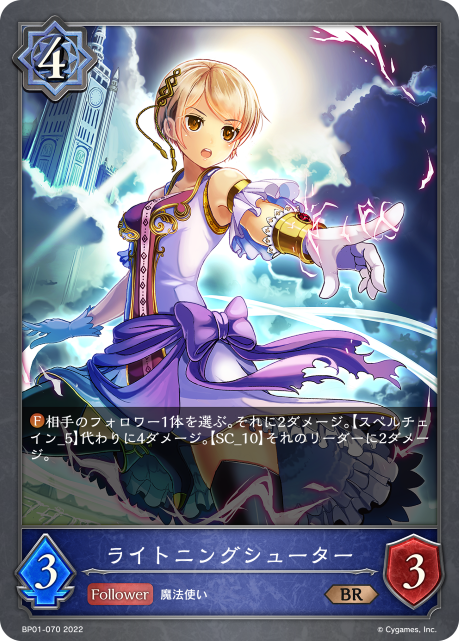 4
F 相手のフォロワー1体を選ぶ。それに2ダメージ。【スペルチェ
イン_5】代わりに4ダメージ。【SC_10】それのリーダーに2ダメー
ジ。
ライトニングシューター
3
Follower 魔法使い
BR
3
BP01-070 2022
© Cygames, Inc.